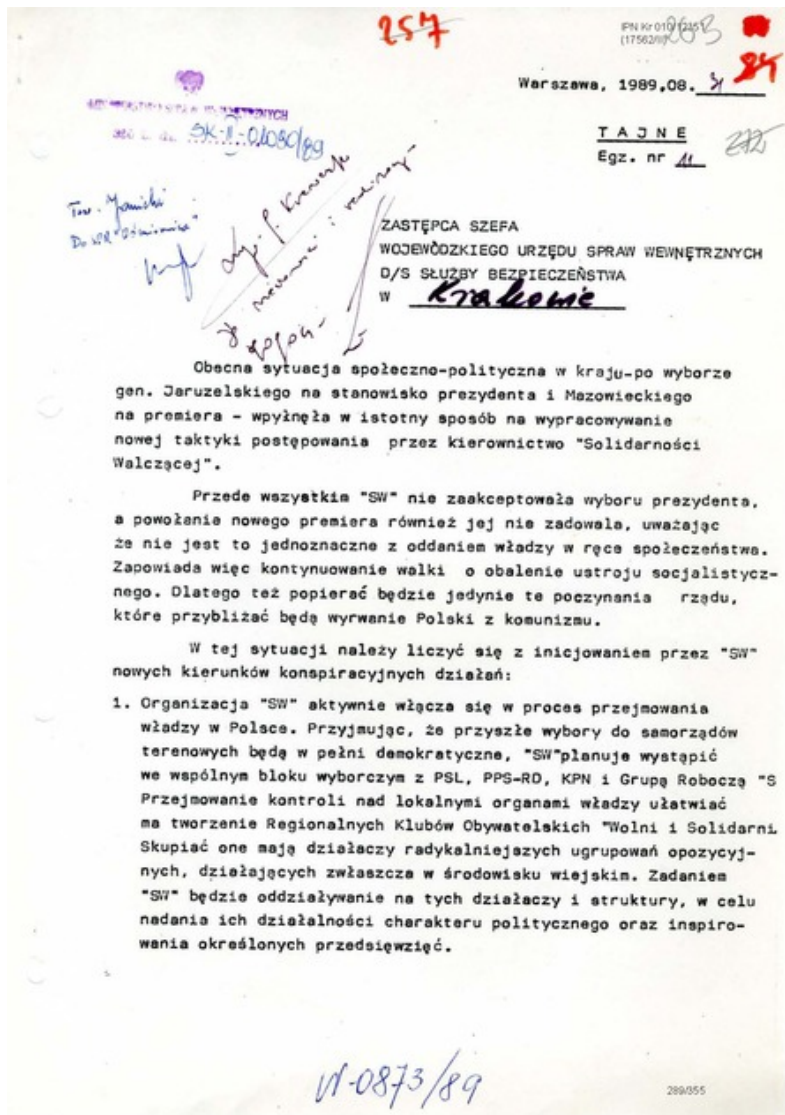 257
IPN Kr 010/12151
(17562/II)
263
84
Warszawa, 1989.08. 31
SK-II-01080/89
T A J N E
Egz. nr 11
272
Tow. Janicki
ZASTĘPCA SZEFA
WOJEWÓDZKIEGO URZĘDU SPRAW WEWNĘTRZNYCH
D/S SŁUŻBY BEZPIECZEŃSTWA
W Krakowie
Obecna sytuacja społeczno-polityczna w kraju-po wyborze
gen. Jaruzelskiego na stanowisko prezydenta i Mazowieckiego
na premiera - wpyłnęła w istotny sposób na wypracowywanie
nowej taktyki postępowania przez kierownictwo "Solidarności
Walczącej".
Przede wszystkim "SW" nie zaakceptowała wyboru prezydenta,
a powołanie nowego premiera również jej nie zadowala, uważając
że nie jest to jednoznaczne z oddaniem władzy w ręce społeczeństwa.
Zapowiada więc kontynuowanie walki o obalenie ustroju socjalistycz-
nego. Dlatego też popierać będzie jedynie te poczynania rządu,
które przybliżać będą wyrwanie Polski z komunizmu.
W tej sytuacji należy liczyć się z inicjowaniem przez "SW"
nowych kierunków konspiracyjnych działań:
1. Organizacja "SW" aktywnie włącza się w proces przejmowania
władzy w Polsce. Przyjmując, że przyszłe wybory do samorządów
terenowych będą w pełni demokratyczne, "SW"planuje wystąpić
we wspólnym bloku wyborczym z PSL, PPS-RD, KPN i Grupą Roboczą "S
Przejmowanie kontroli nad lokalnymi organami władzy ułatwiać
ma tworzenie Regionalnych Klubów Obywatelskich "Wolni i Solidarni
Skupiać one mają działaczy radykalniejszych ugrupowań opozycyj-
nych, działających zwłaszcza w środowisku wiejskim. Zadaniem
"SW" będzie oddziaływanie na tych działaczy i struktury, w celu
nadania ich działalności charakteru politycznego oraz inspiro-
wania określonych przedsięwzięć.
W-0873/89
289/355